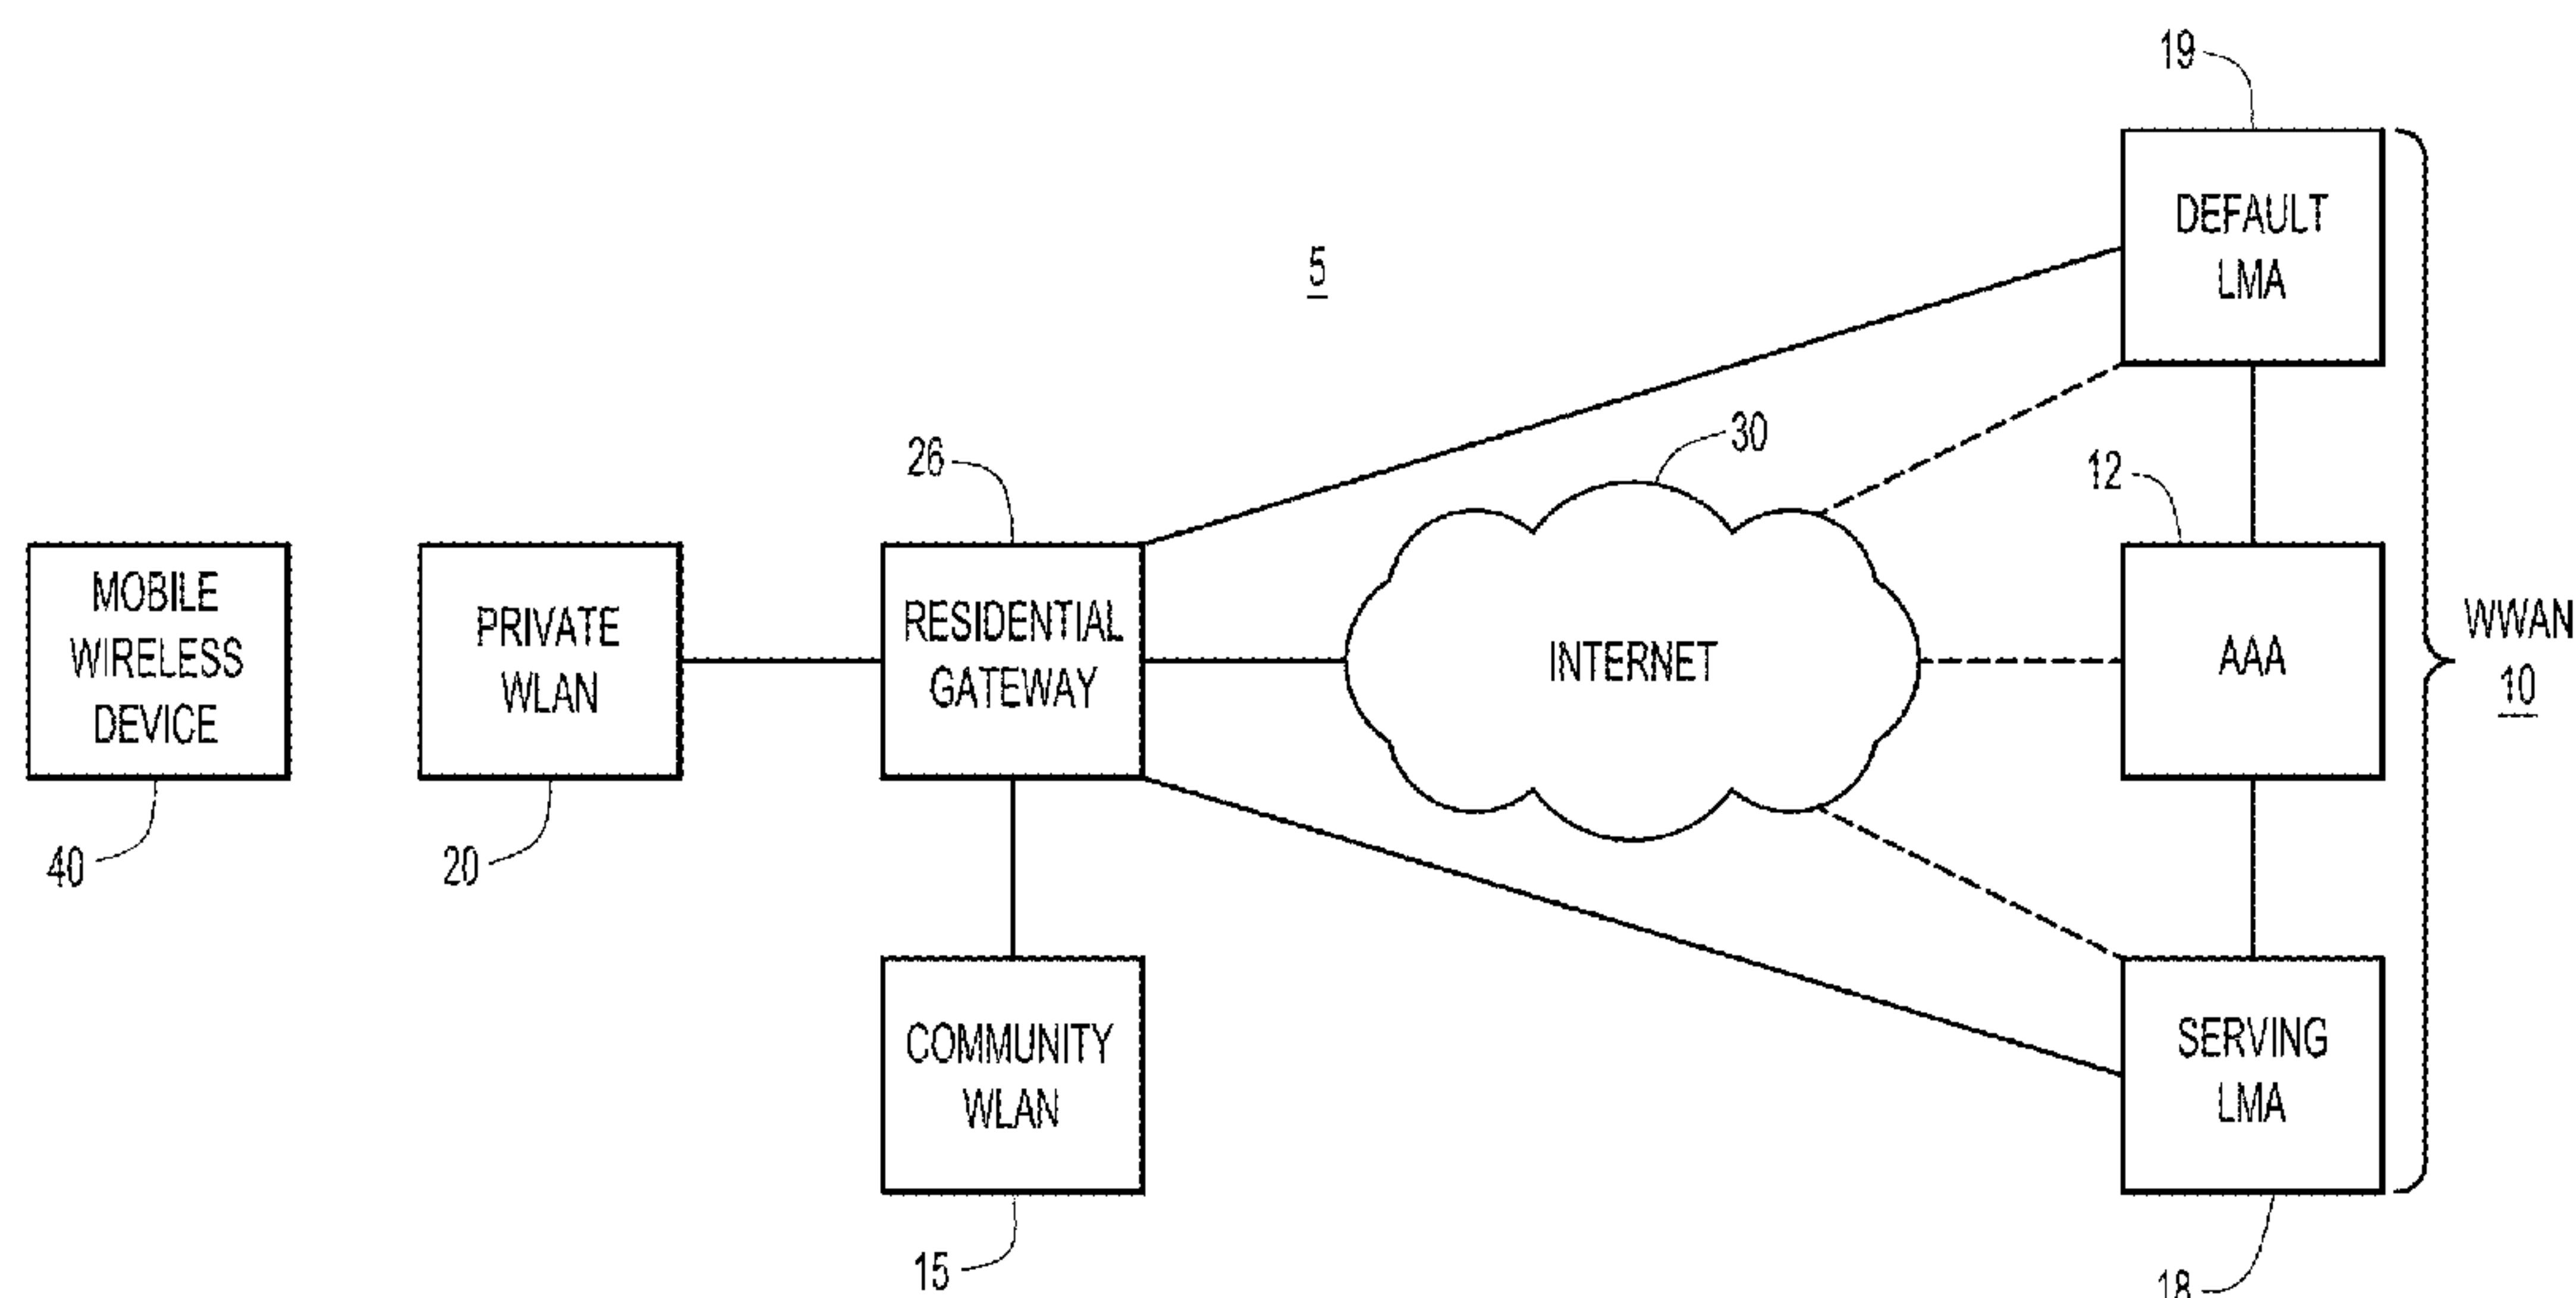 19
DEFAULT
LMA
5
26
30
12
MOBILE
WIRELESS
DEVICE
PRIVATE
WLAN
RESIDENTIAL
GATEWAY
INTERNET
AAA
WWAN
10
40
20
COMMUNITY
WLAN
SERVING
LMA
15
18